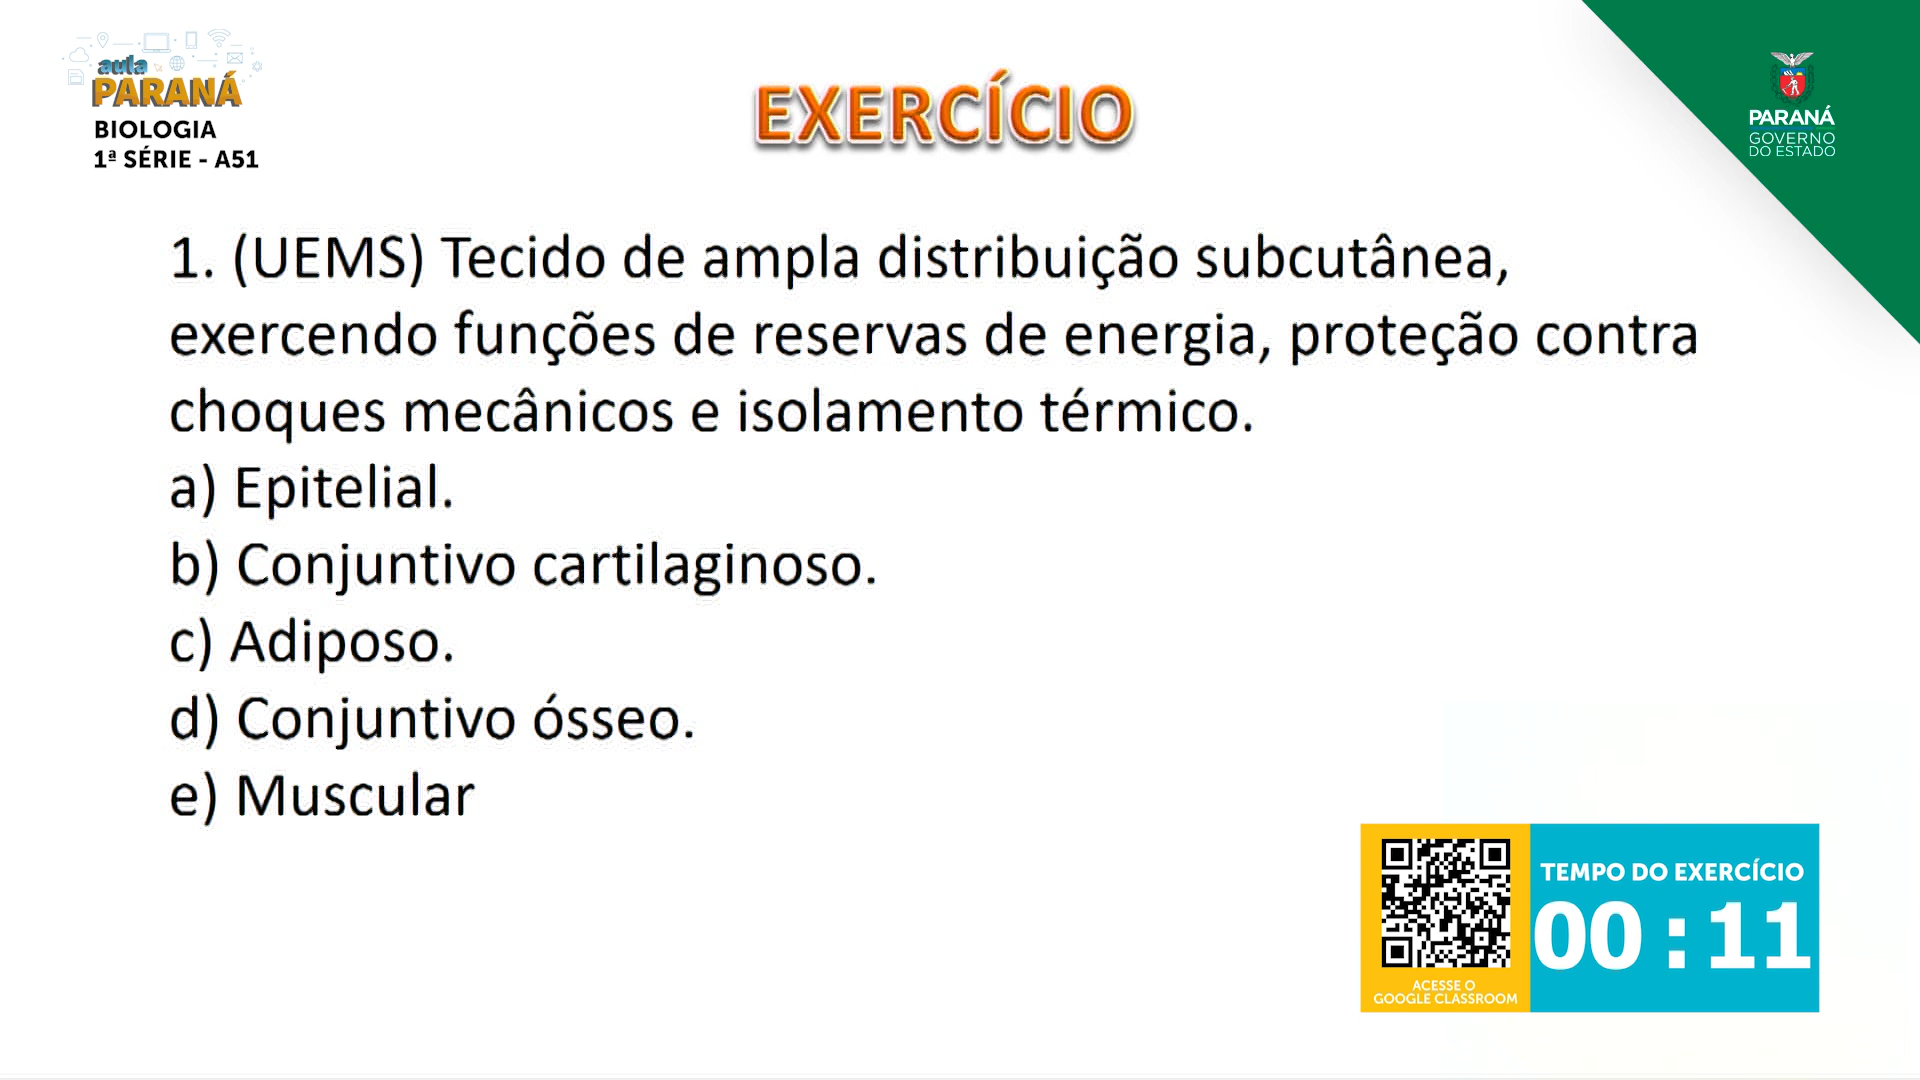 aula
PARANÁ
BIOLOGIA
1ª SÉRIE - A51
EXERCÍCIO
PARANÁ
GOVERNO
DO ESTADO
1. (UEMS) Tecido de ampla distribuição subcutânea,
exercendo funções de reservas de energia, proteção contra
choques mecânicos e isolamento térmico.
a) Epitelial.
b) Conjuntivo cartilaginoso.
c) Adiposo.
d) Conjuntivo ósseo.
e) Muscular
TEMPO DO EXERCÍCIO
00:11
ACESSE O
GOOGLE CLASSROOM